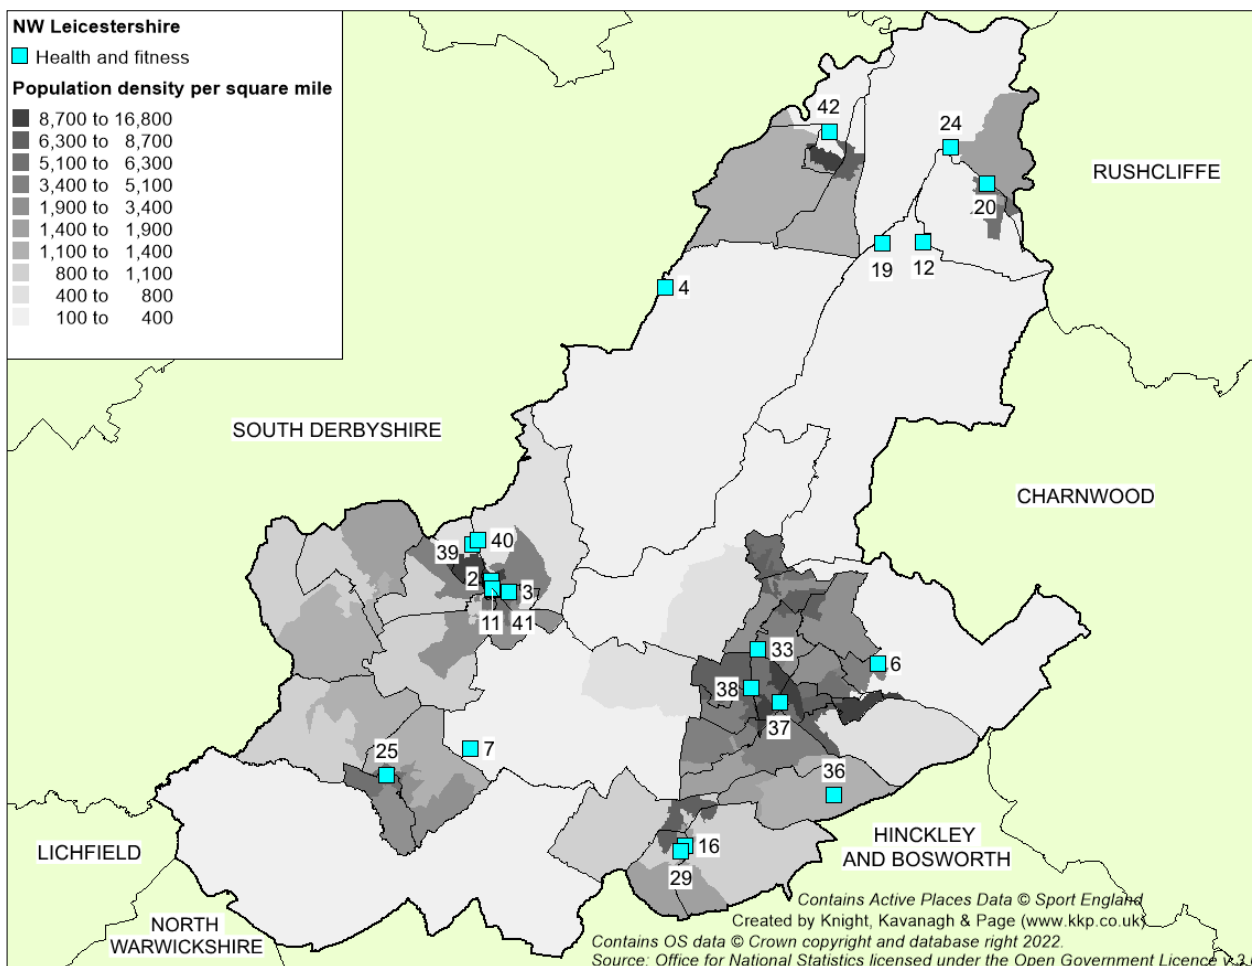 NW Leicestershire
Health and fitness
Population density per square mile
8,700 to 16,800
6,300 to 8,700
5,100 to 6,300
3,400 to 5,100
1,900 to 3,400
1,400 to 1,900
1,100 to 1,400
800 to 1,100
400 to 800
100 to 400
42
24
RUSHCLIFFE
20
19
12
4
SOUTH DERBYSHIRE
CHARNWOOD
39
40
2
3
11
41
33
6
38
37
7
25
36
LICHFIELD
16
29
HINCKLEY
AND BOSWORTH
NORTH
WARWICKSHIRE
Contains Active Places Data © Sport England
Created by Knight, Kavanagh & Page (www.kkp.co.uk)
Contains OS data © Crown copyright and database right 2022.
Source: Office for National Statistics licensed under the Open Government Licence v.3.0